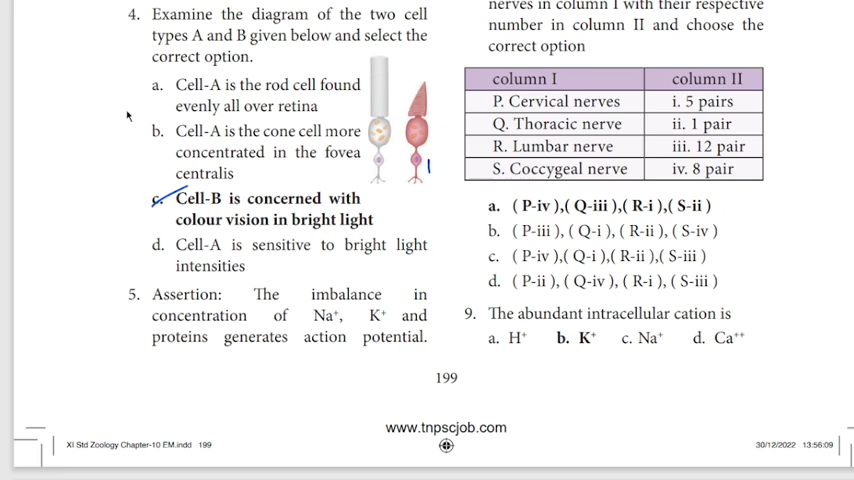 4. Examine the diagram of the two cell
types A and B given below and select the
correct option.
a. Cell-A is the rod cell found
evenly all over retina
b. Cell-A is the cone cell more
concentrated in the fovea
centralis
c. Cell-B is concerned with
colour vision in bright light
d. Cell-A is sensitive to bright light
intensities
5. Assertion: The imbalance in
concentration of Na⁺, K⁺ and
proteins generates action potential.
nerves in column I with their respective
number in column II and choose the
correct option
column I column II
P. Cervical nerves i. 5 pairs
Q. Thoracic nerve ii. 1 pair
R. Lumbar nerve iii. 12 pair
S. Coccygeal nerve iv. 8 pair
a. ( P-iv ),( Q-iii ),( R-i ),( S-ii )
b. ( P-iii ), ( Q-i ), ( R-ii ), ( S-iv )
c. ( P-iv ),( Q-i ),( R-ii ),( S-iii )
d. ( P-ii ), ( Q-iv ), ( R-i ), ( S-iii )
9. The abundant intracellular cation is
a. H⁺ b. K⁺ c. Na⁺ d. Ca⁺⁺
199
www.tnpscjob.com
XI Std Zoology Chapter-10 EM.indd 199
30/12/2022 13:56:09